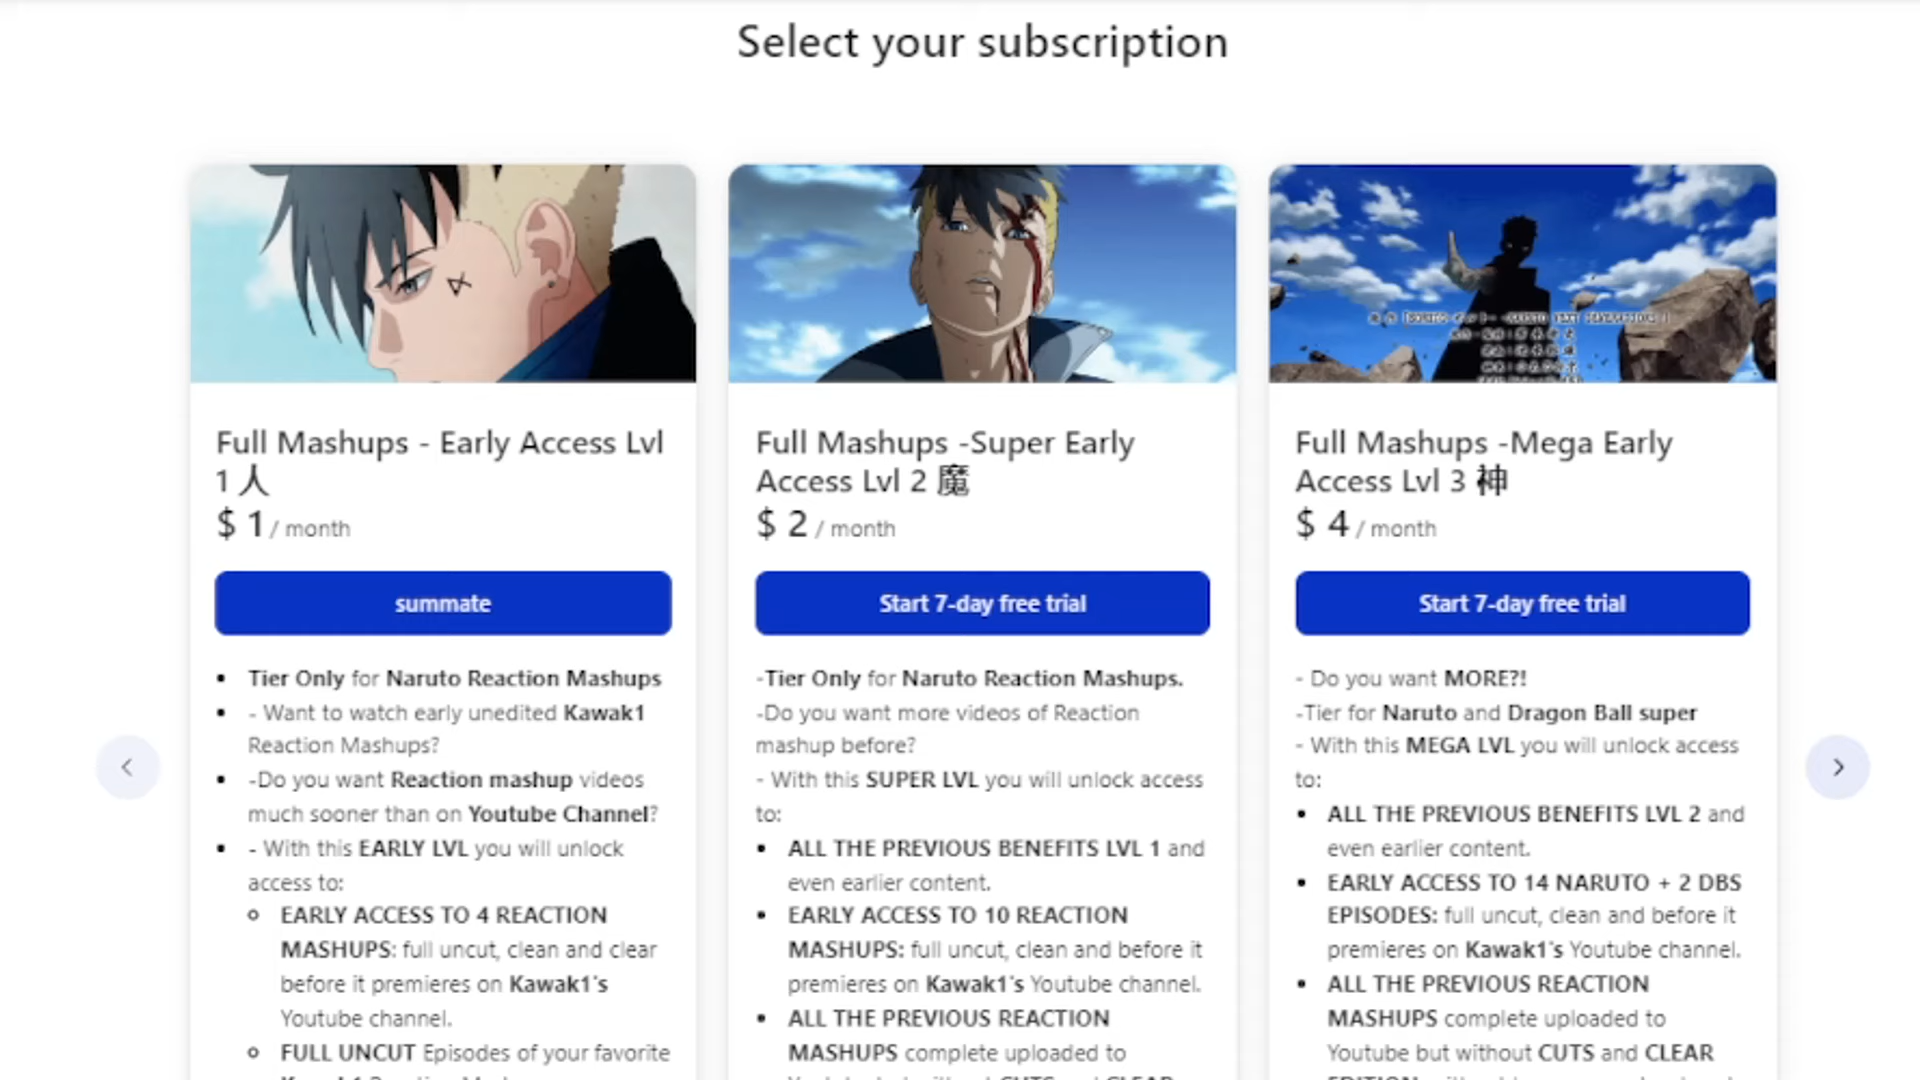 Select your subscription
Full Mashups - Early Access Lvl
1 人
$ 1 / month
summate
• Tier Only for Naruto Reaction Mashups
• - Want to watch early unedited Kawak1
Reaction Mashups?
• -Do you want Reaction mashup videos
much sooner than on Youtube Channel?
• - With this EARLY LVL you will unlock
access to:
EARLY ACCESS TO 4 REACTION
MASHUPS: full uncut, clean and clear
before it premieres on Kawak1's
Youtube channel.
FULL UNCUT Episodes of your favorite
Full Mashups -Super Early
Access Lvl 2 魔
$ 2 / month
Start 7-day free trial
-Tier Only for Naruto Reaction Mashups.
-Do you want more videos of Reaction
mashup before?
- With this SUPER LVL you will unlock access
to:
• ALL THE PREVIOUS BENEFITS LVL 1 and
even earlier content.
• EARLY ACCESS TO 10 REACTION
MASHUPS: full uncut, clean and before it
premieres on Kawak1's Youtube channel.
• ALL THE PREVIOUS REACTION
MASHUPS complete uploaded to
Full Mashups -Mega Early
Access Lvl 3 神
$ 4 / month
Start 7-day free trial
- Do you want MORE?!
-Tier for Naruto and Dragon Ball super
- With this MEGA LVL you will unlock access
to:
• ALL THE PREVIOUS BENEFITS LVL 2 and
even earlier content.
• EARLY ACCESS TO 14 NARUTO + 2 DBS
EPISODES: full uncut, clean and before it
premieres on Kawak1's Youtube channel.
• ALL THE PREVIOUS REACTION
MASHUPS complete uploaded to
Youtube but without CUTS and CLEAR